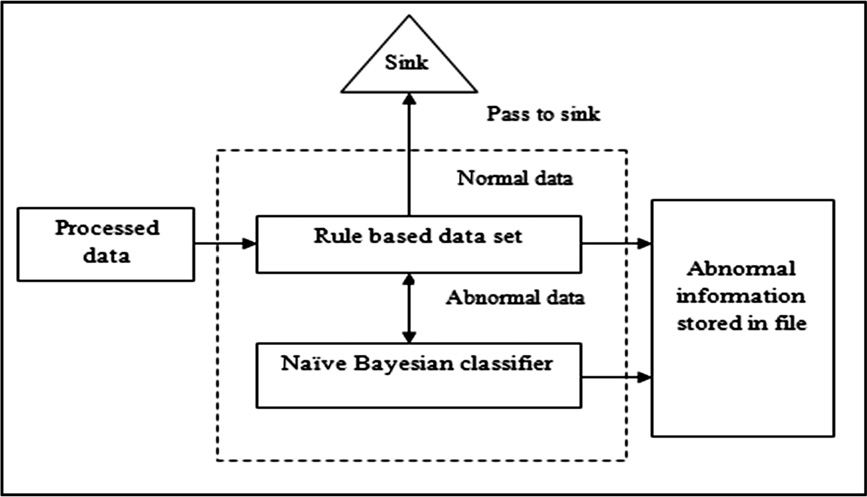 Sink
Pass to sink
Normal data
Processed
data
Rule based data set
Abnormal data
Naïve Bayesian classifier
Abnormal
information
stored in file